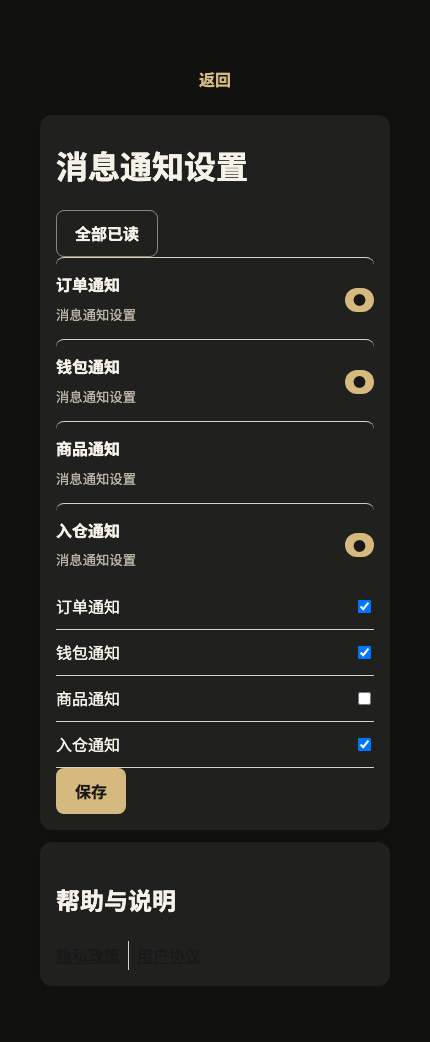 返回
消息通知设置
全部已读
订单通知
消息通知设置
钱包通知
消息通知设置
商品通知
消息通知设置
入仓通知
消息通知设置
订单通知
钱包通知
商品通知
入仓通知
保存
帮助与说明
隐私政策 用户协议